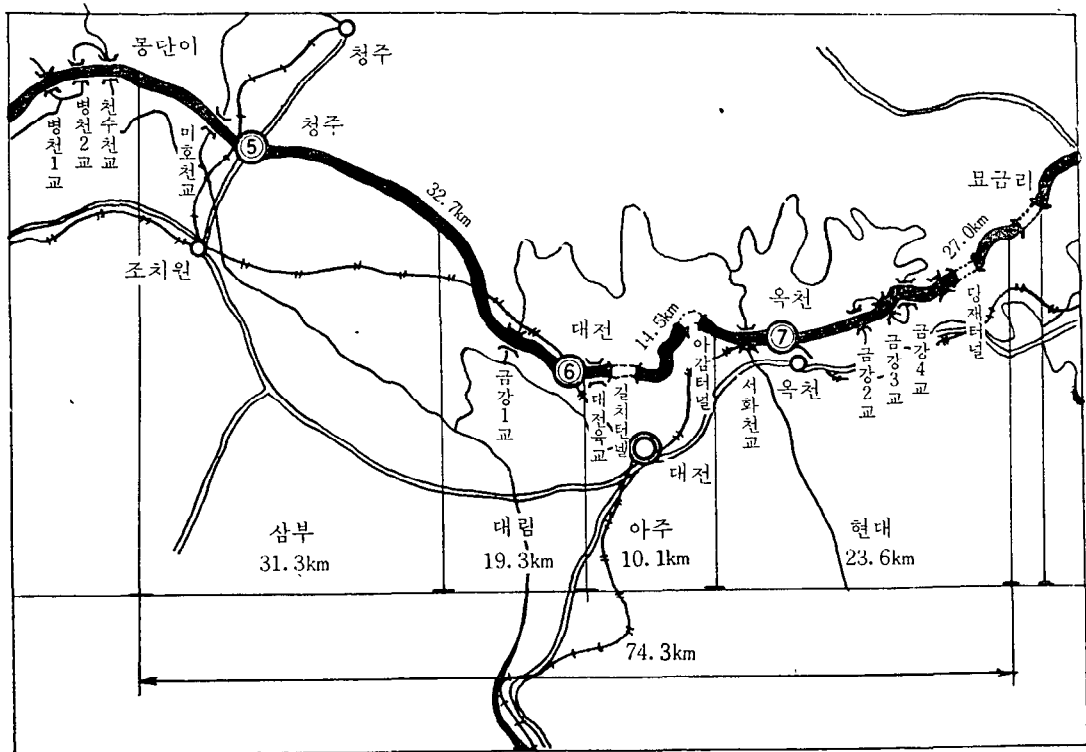 몽단이
청주
병천1교
병천2교
천수천교
미호천교
청주
5
32.7km
조치원
묘금리
27.0km
당재터널
대전
14.5km
옥천
7
6
금강1교
대전육교
길치터널
아감터널
서화천교
옥천
금강2교
금강3교
금강4교
대전
삼부
31.3km
대림
19.3km
아주
10.1km
현대
23.6km
74.3km